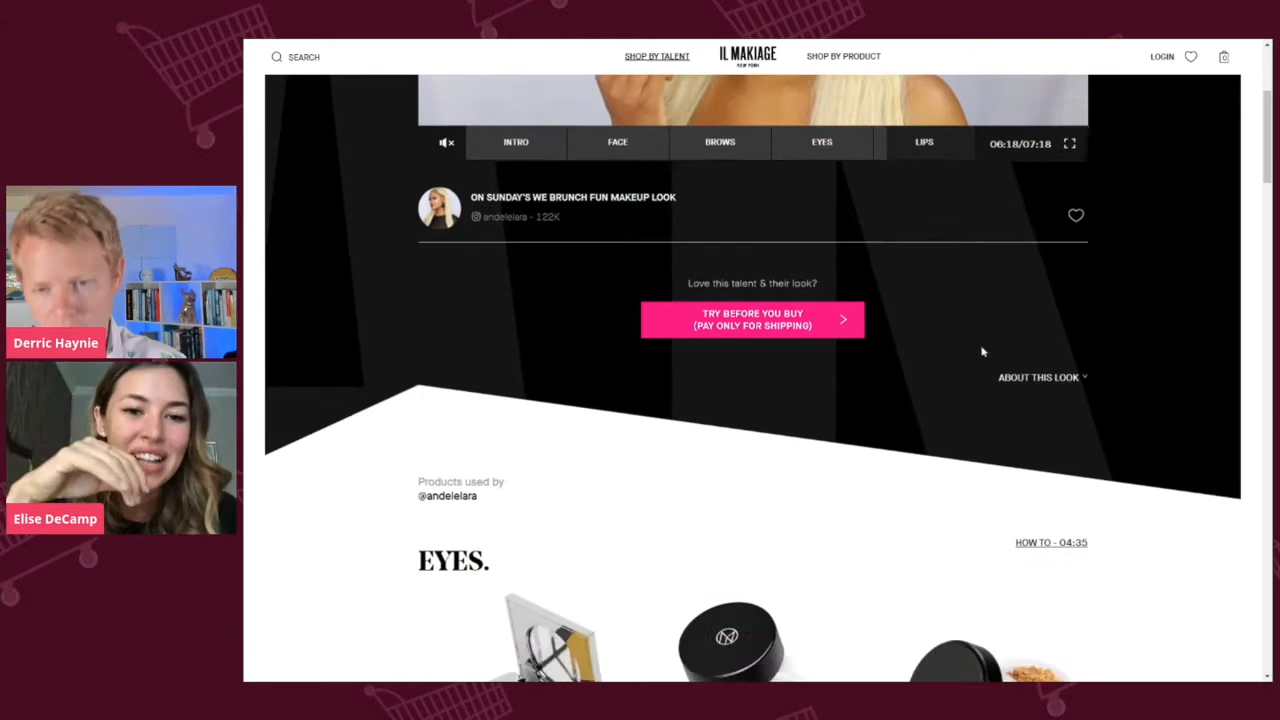 SEARCH
SHOP BY TALENT
IL MAKIAGE
NEW YORK
SHOP BY PRODUCT
LOGIN
0
INTRO
FACE
BROWS
EYES
LIPS
06:18/07:18
ON SUNDAY'S WE BRUNCH FUN MAKEUP LOOK
andelelara - 122K
Love this talent & their look?
TRY BEFORE YOU BUY
(PAY ONLY FOR SHIPPING)
ABOUT THIS LOOK
Products used by
@andelelara
HOW TO - 04:35
EYES.
Derric Haynie
Elise DeCamp